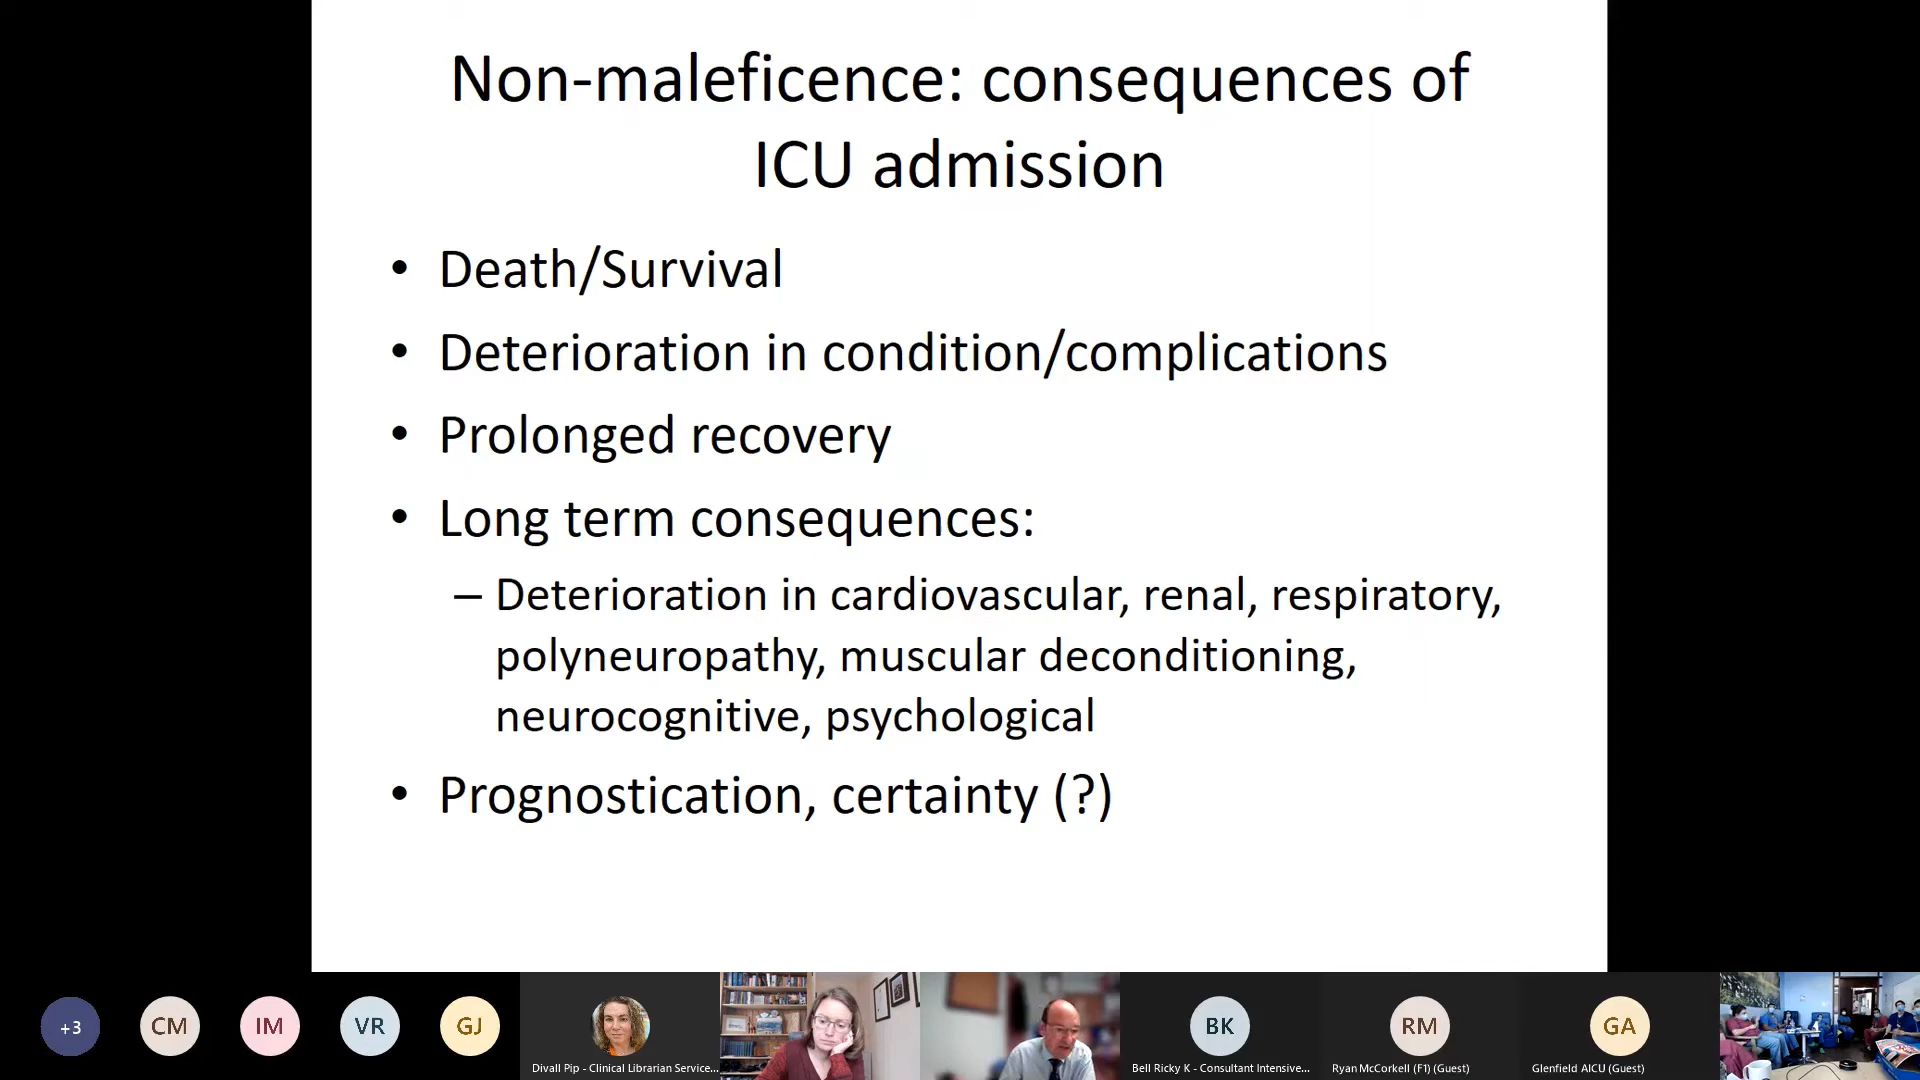 Non-maleficence: consequences of
ICU admission
• Death/Survival
• Deterioration in condition/complications
• Prolonged recovery
• Long term consequences:
– Deterioration in cardiovascular, renal, respiratory,
polyneuropathy, muscular deconditioning,
neurocognitive, psychological
• Prognostication, certainty (?)
+3
CM
IM
VR
GJ
BK
RM
GA
Divall Pip - Clinical Librarian Service...
Bell Ricky K - Consultant Intensive...
Ryan McCorkell (F1) (Guest)
Glenfield AICU (Guest)